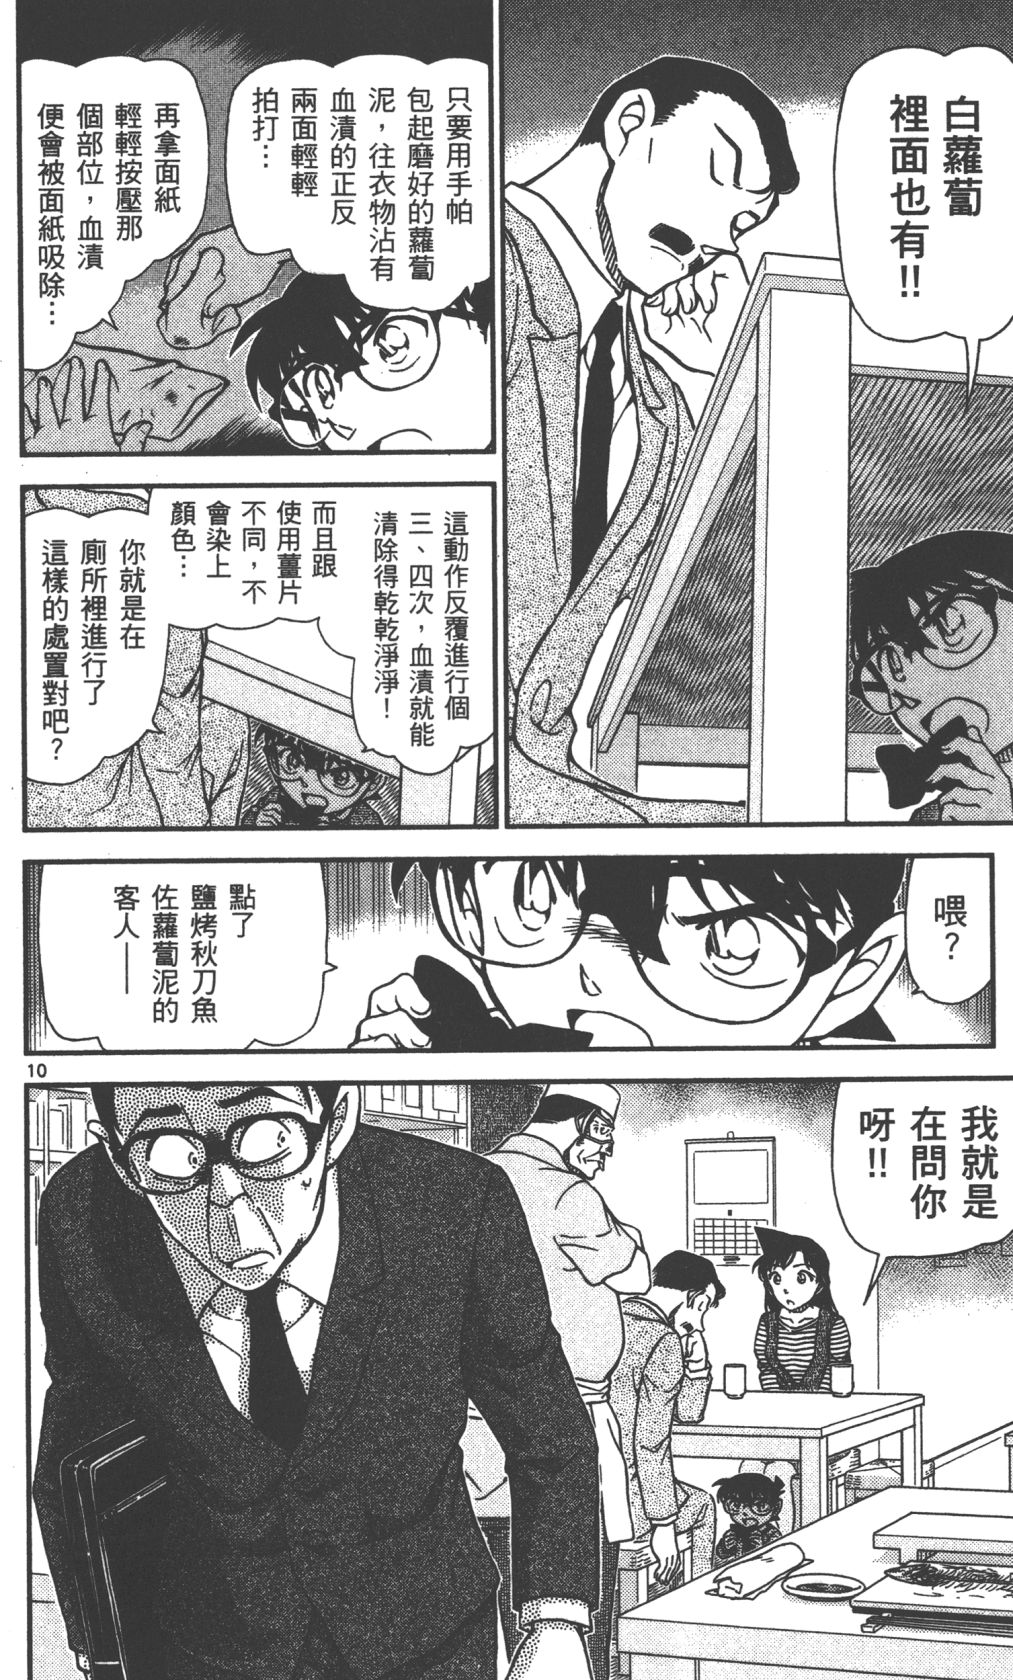 白蘿蔔
裡面也有!!
只要用手帕
包起磨好的蘿蔔
泥，往衣物沾有
血漬的正反
兩面輕輕
拍打…
再拿面紙
輕輕按壓那
個部位，血漬
便會被面紙吸除…
這動作反覆進行個
三、四次，血漬就能
清除得乾乾淨淨！
而且跟
使用薑片
不同，不
會染上
顏色…
你就是在
廁所裡進行了
這樣的處置對吧？
喂？
點了
鹽烤秋刀魚
佐蘿蔔泥的
客人——
10
我就是
在問你
呀!!